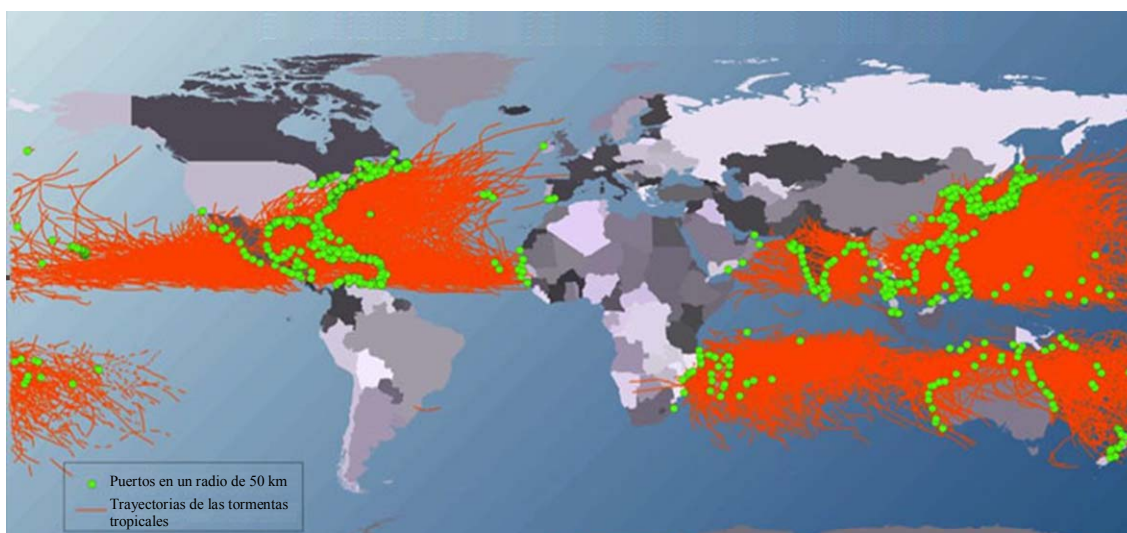 Puertos en un radio de 50 km
Trayectorias de las tormentas
tropicales